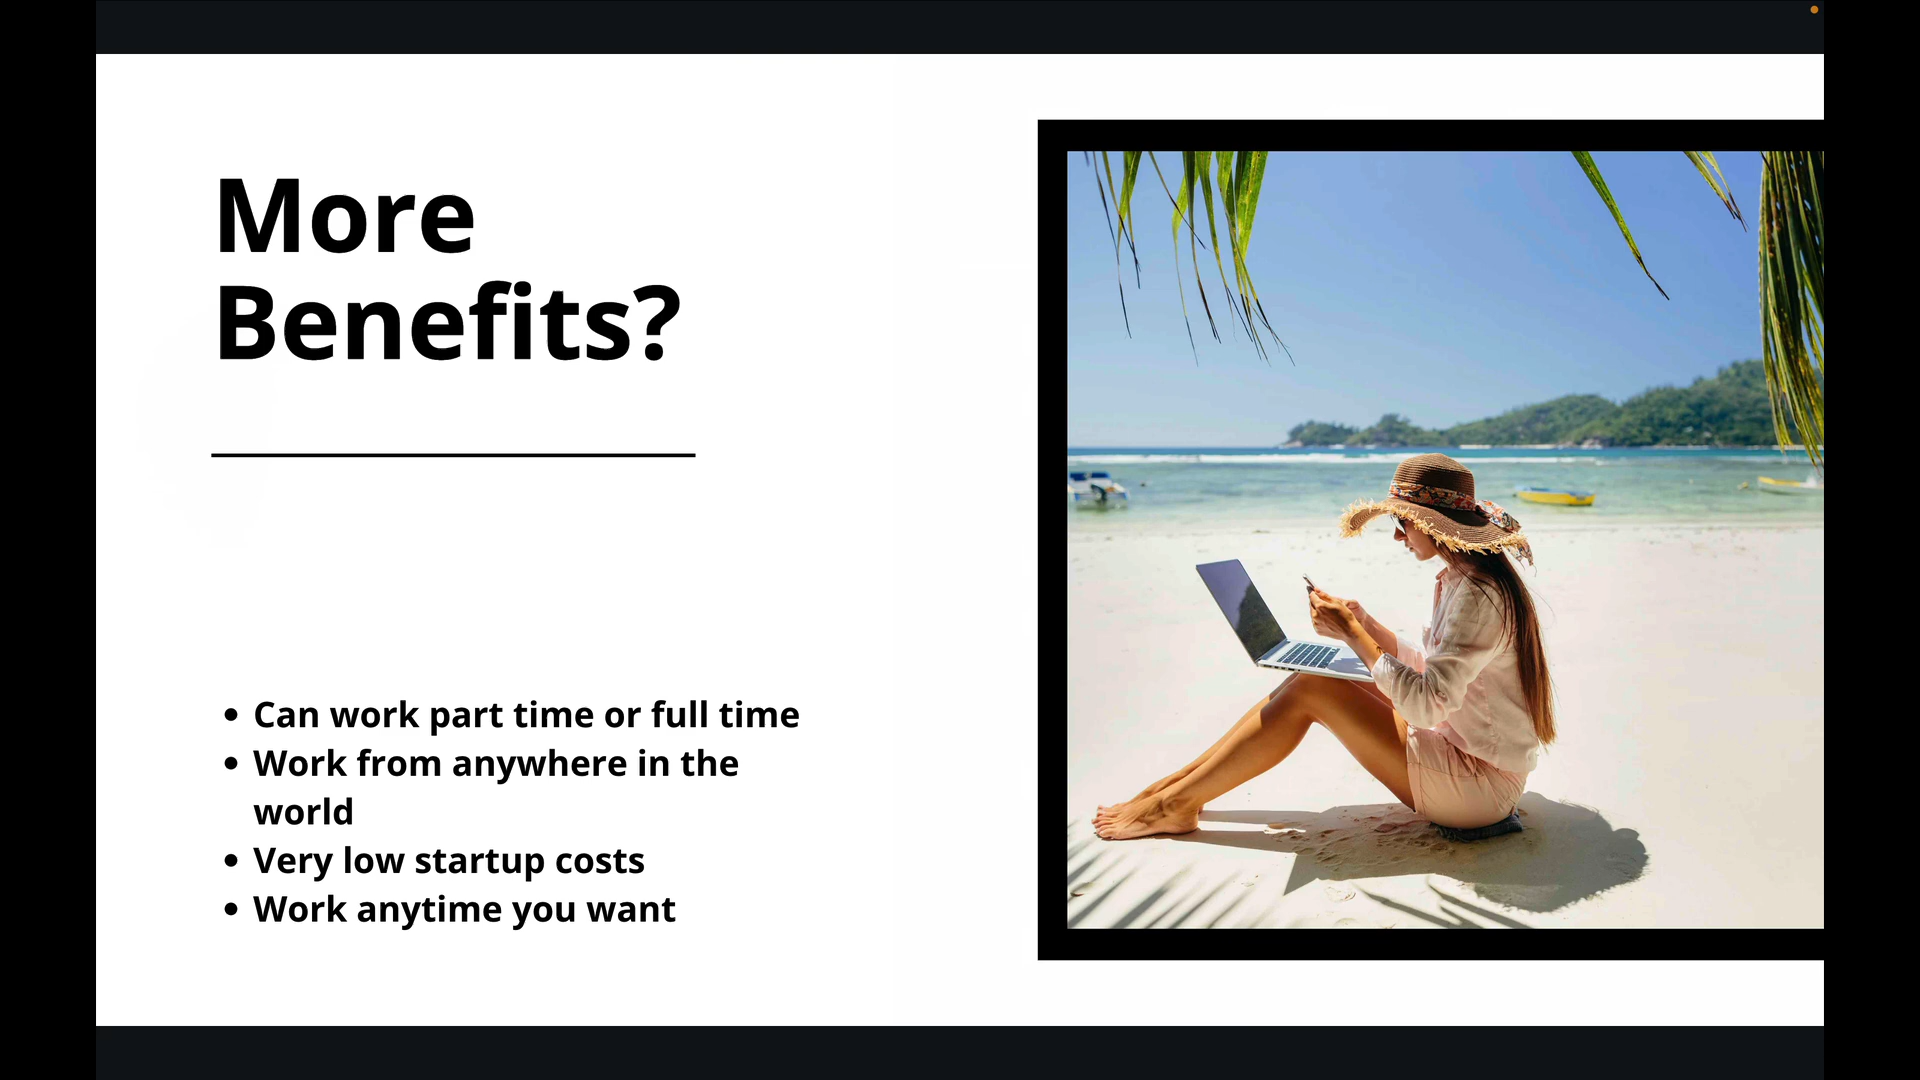 More
Benefits?
• Can work part time or full time
• Work from anywhere in the
world
• Very low startup costs
• Work anytime you want